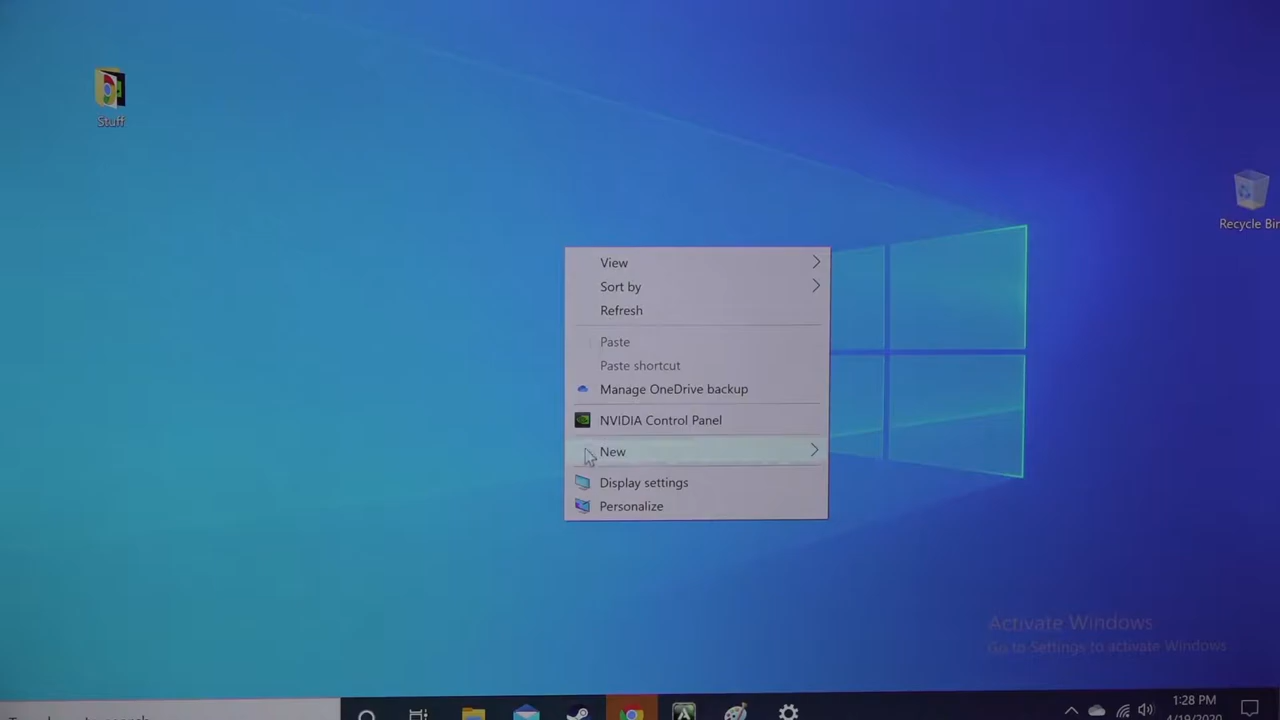 Stuff
Recycle Bin
View
Sort by
Refresh
Paste
Paste shortcut
Manage OneDrive backup
NVIDIA Control Panel
New
Display settings
Personalize
Activate Windows
Go to Settings to activate Windows
1:28 PM
4/19/2020